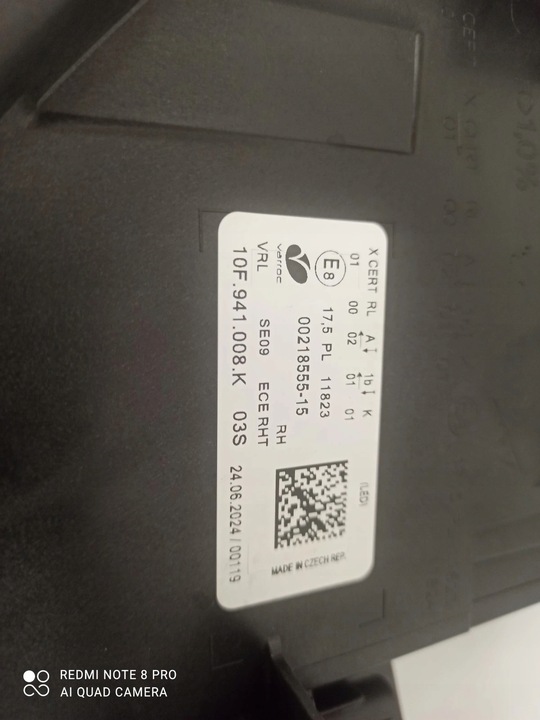 X CERT RL A 1b K
01 00 02 01 01
(LED)
E8
17,5 PL 11823
varroc
00218555-15
RH
VRL SE09 ECE RHT
10F.941.008.K 03S 24.06.2024 / 00119
MADE IN CZECH REP.
REDMI NOTE 8 PRO
AI QUAD CAMERA